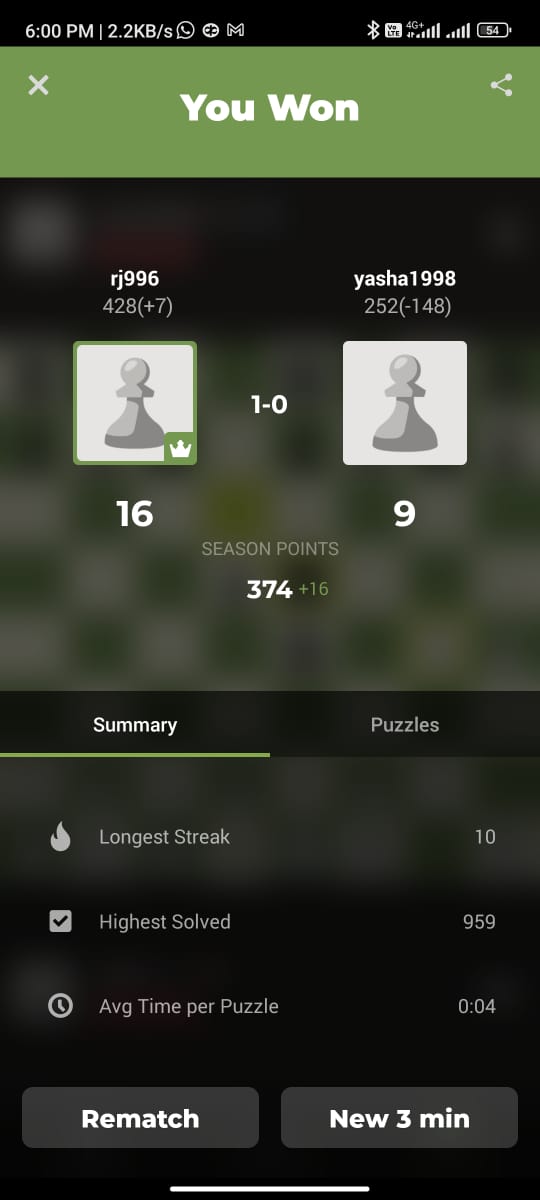 6:00 PM | 2.2KB/s
Vo LTE 4G+ 54
You Won
rj996 yasha1998
428(+7) 252(-148)
1-0
16 9
SEASON POINTS
374 +16
Summary Puzzles
Longest Streak 10
Highest Solved 959
Avg Time per Puzzle 0:04
Rematch New 3 min